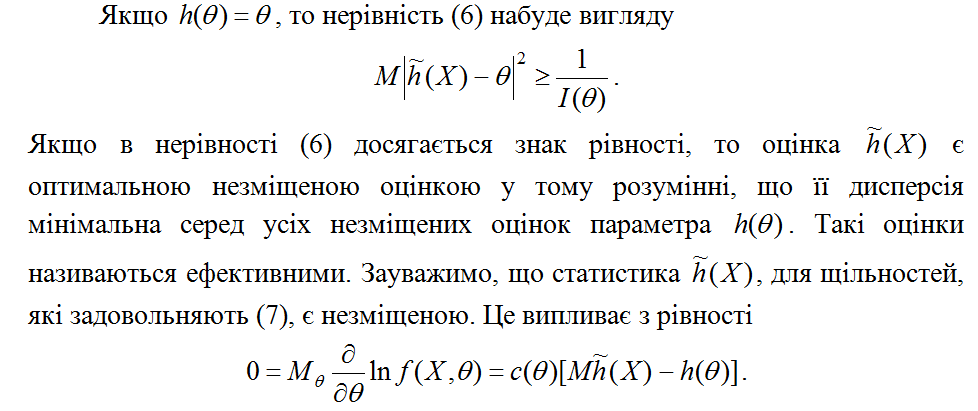 Якщо h(θ) = θ, то нерівність (6) набуде вигляду
M|h̃(X) − θ|² ≥ 1/I(θ).
Якщо в нерівності (6) досягається знак рівності, то оцінка h̃(X) є
оптимальною незміщеною оцінкою у тому розумінні, що її дисперсія
мінімальна серед усіх незміщених оцінок параметра h(θ). Такі оцінки
називаються ефективними. Зауважимо, що статистика h̃(X), для щільностей,
які задовольняють (7), є незміщеною. Це випливає з рівності
0 = M_θ ∂/∂θ ln f(X,θ) = c(θ)[Mh̃(X) − h(θ)].